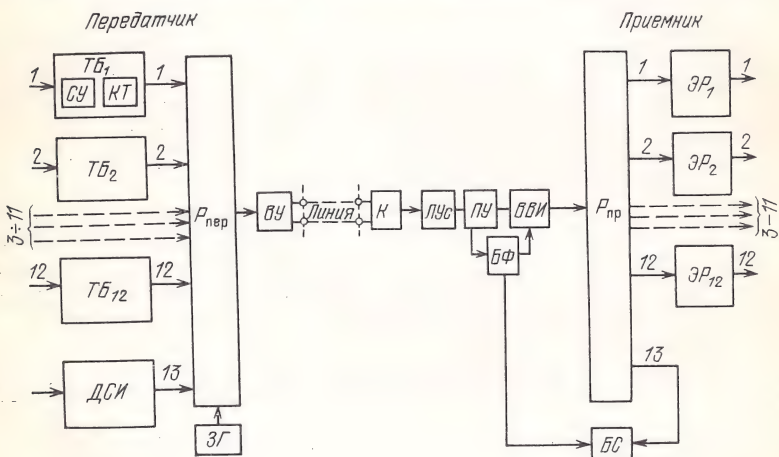 Передатчик
Приемник
1
ТБ₁
СУ
КТ
1
2
ТБ₂
2
3÷11
12
ТБ₁₂
12
ДСИ
13
Рпер
ЗГ
ВУ
Линия
К
ЛУс
ПУ
ВВИ
БФ
Рпр
1
ЭР₁
1
2
ЭР₂
2
3–11
12
ЭР₁₂
12
13
БС